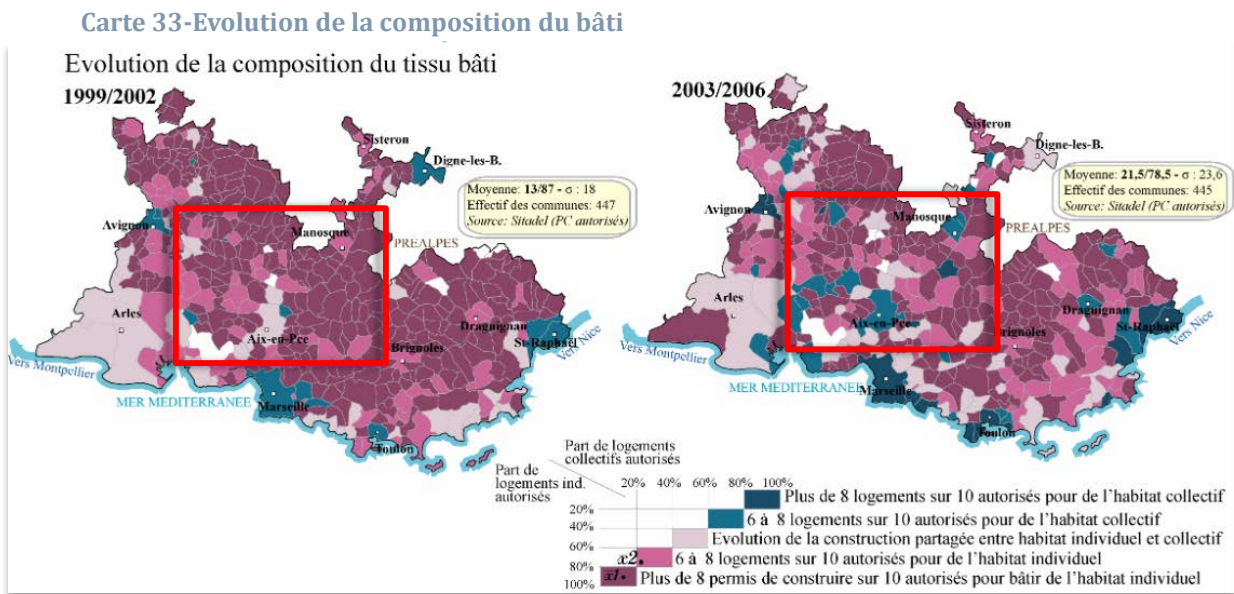 Carte 33-Evolution de la composition du bâti
Evolution de la composition du tissu bâti
1999/2002
Sisteron
Digne-les-B.
Moyenne: 13/87 - σ : 18
Effectif des communes: 447
Source: Sitadel (PC autorisés)
Avignon
Manosque
PREALPES
Arles
Aix-en-Pce
Draguignan
St-Raphaël
Brignoles
Vers Montpellier
Vers Nice
MER MEDITERRANEE
Marseille
Toulon
2003/2006
Sisteron
Digne-les-B.
Moyenne: 21,5/78,5 - σ : 23,6
Effectif des communes: 445
Source: Sitadel (PC autorisés)
Avignon
Manosque
PREALPES
Arles
Aix-en-Pce
Draguignan
St-Raphaël
Brignoles
Vers Montpellier
Vers Nice
MER MEDITERRANEE
Marseille
Toulon
Part de logements
collectifs autorisés
Part de
logements ind.
autorisés
20% 40% 60% 80% 100%
Plus de 8 logements sur 10 autorisés pour de l'habitat collectif
20%
6 à 8 logements sur 10 autorisés pour de l'habitat collectif
40%
Evolution de la construction partagée entre habitat individuel et collectif
60%
x2. 6 à 8 logements sur 10 autorisés pour de l'habitat individuel
80%
x1. Plus de 8 permis de construire sur 10 autorisés pour bâtir de l'habitat individuel
100%